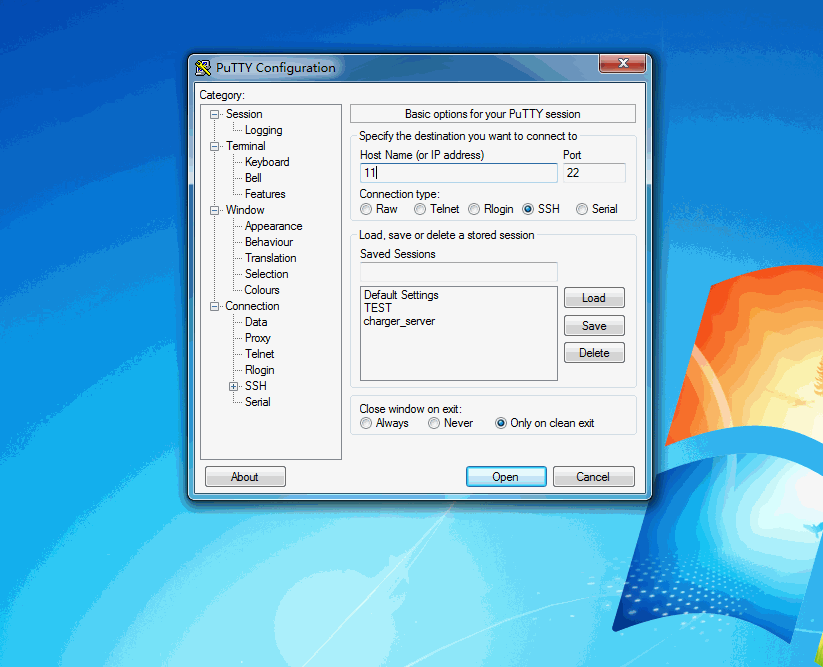 PuTTY Configuration
Category:
Session
Logging
Terminal
Keyboard
Bell
Features
Window
Appearance
Behaviour
Translation
Selection
Colours
Connection
Data
Proxy
Telnet
Rlogin
SSH
Serial
Basic options for your PuTTY session
Specify the destination you want to connect to
Host Name (or IP address) Port
11 22
Connection type:
Raw Telnet Rlogin SSH Serial
Load, save or delete a stored session
Saved Sessions
Default Settings
TEST
charger_server
Load
Save
Delete
Close window on exit:
Always Never Only on clean exit
About Open Cancel